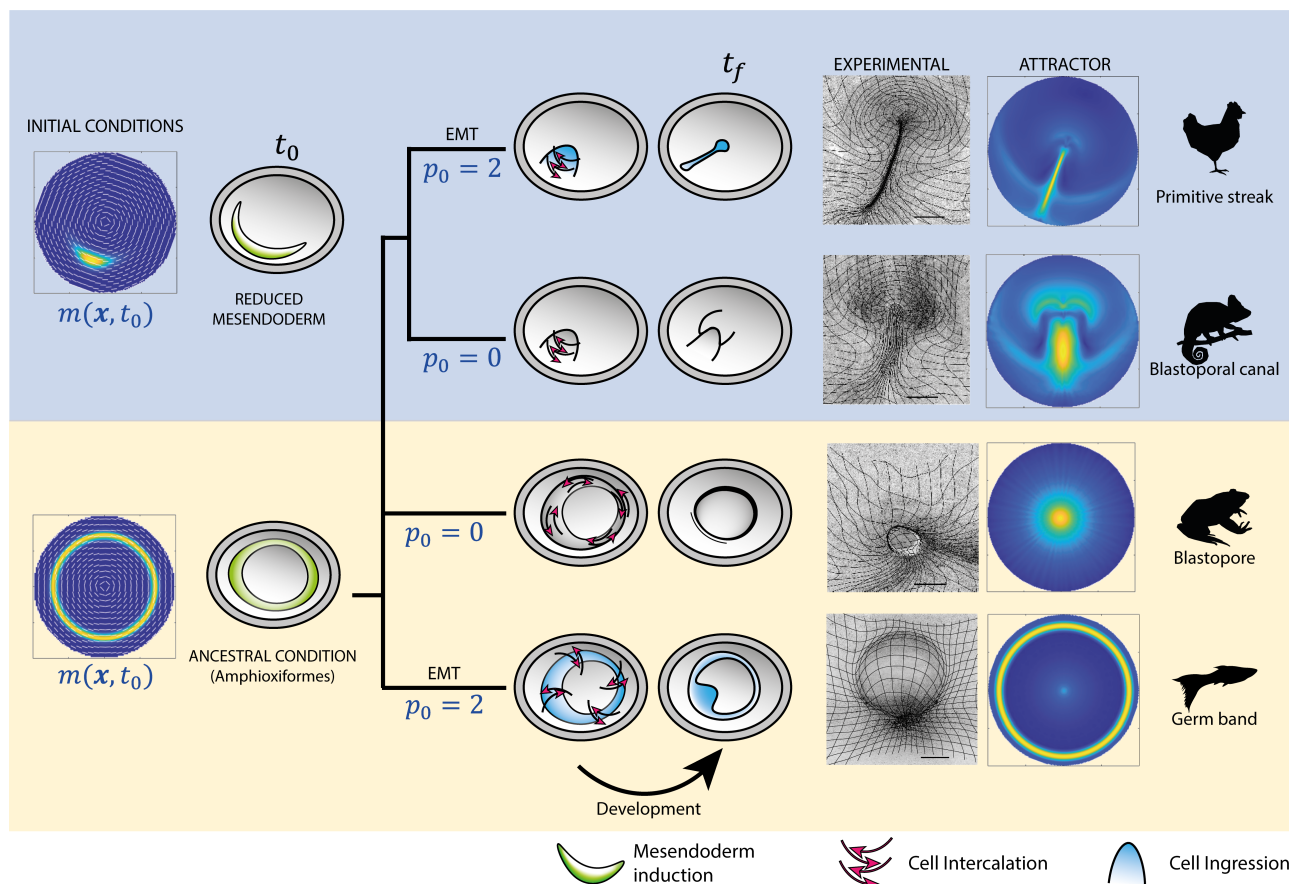 EXPERIMENTAL
ATTRACTOR
INITIAL CONDITIONS
t₀
t_f
EMT
p₀ = 2
Primitive streak
m(x, t₀)
REDUCED
MESENDODERM
p₀ = 0
Blastoporal canal
p₀ = 0
Blastopore
m(x, t₀)
ANCESTRAL CONDITION
(Amphioxiformes)
EMT
p₀ = 2
Germ band
Development
Mesendoderm
induction
Cell Intercalation
Cell Ingression